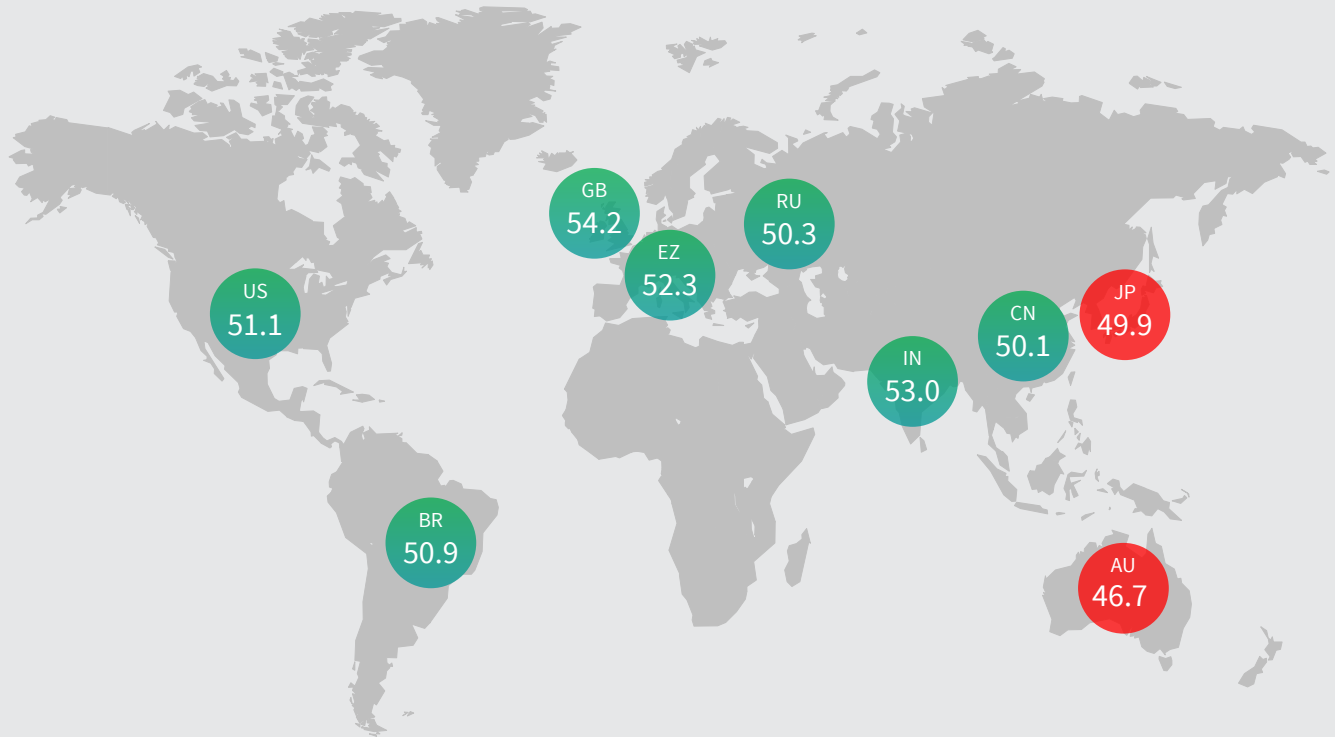 GB
54.2
RU
50.3
EZ
52.3
US
51.1
JP
49.9
CN
50.1
IN
53.0
BR
50.9
AU
46.7